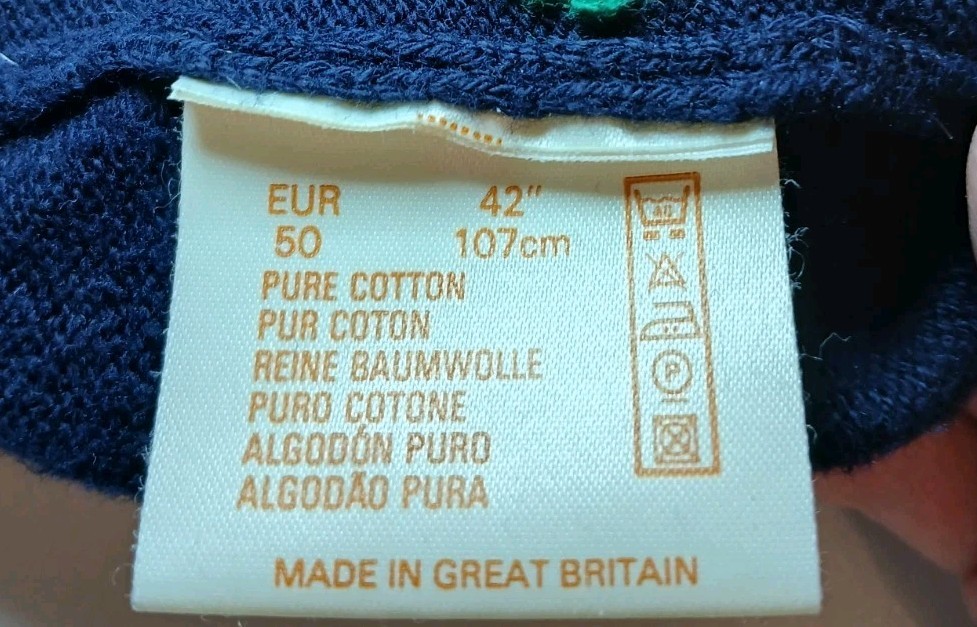 EUR 42"
50 107cm
PURE COTTON
PUR COTON
REINE BAUMWOLLE
PURO COTONE
ALGODÓN PURO
ALGODÃO PURA
MADE IN GREAT BRITAIN
40
P